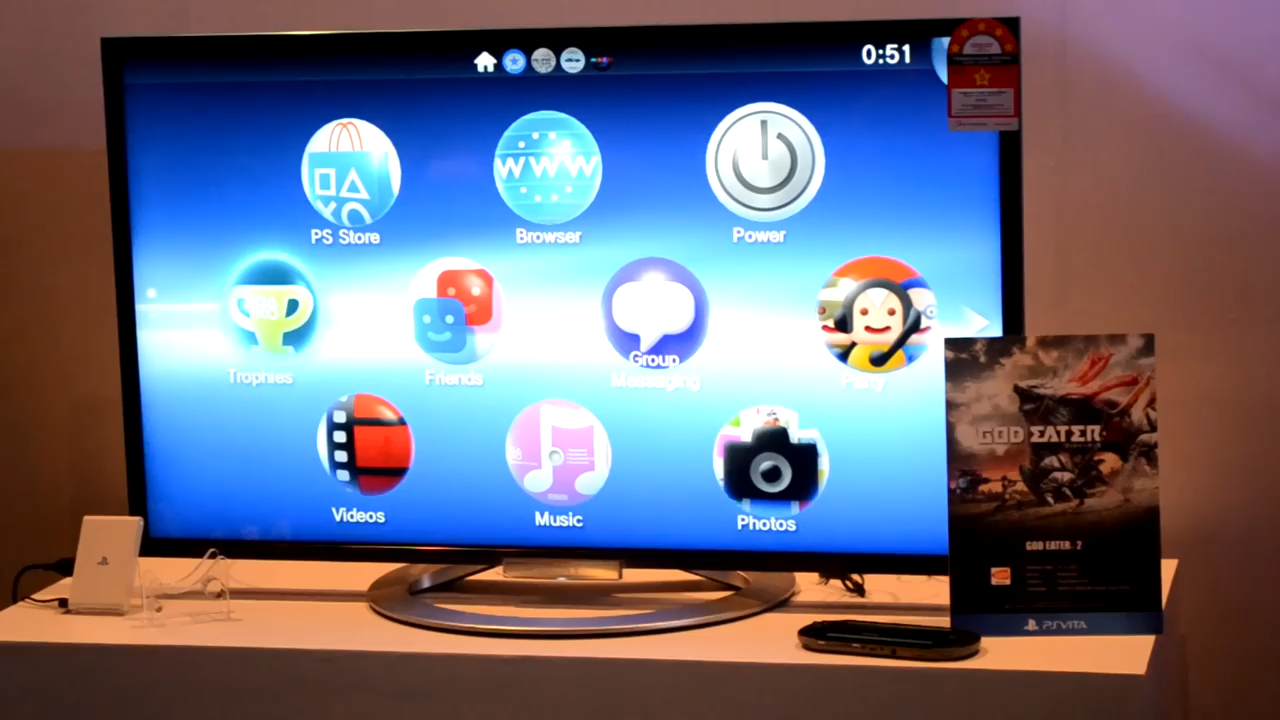 0:51
PS Store
WWW
Browser
Power
Trophies
Friends
Group
Messaging
Party
Videos
Music
Photos
GOD EATER
GOD EATER 2
PSVITA